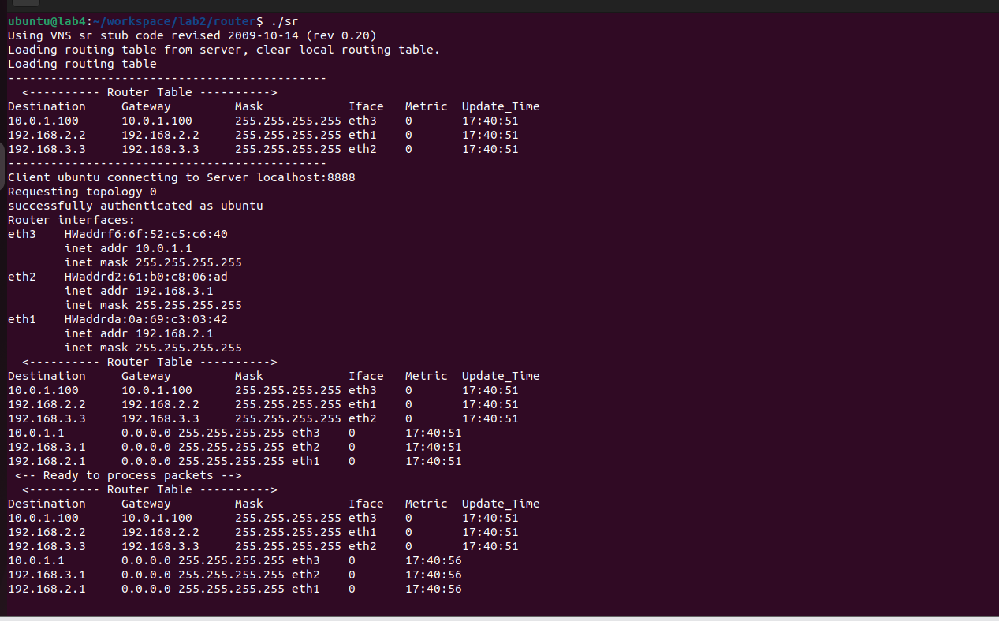 ubuntu@lab4:~/workspace/lab2/router$ ./sr
Using VNS sr stub code revised 2009-10-14 (rev 0.20)
Loading routing table from server, clear local routing table.
Loading routing table
---------------------------------------------
  <---------- Router Table ---------->
Destination     Gateway         Mask            Iface   Metric  Update_Time
10.0.1.100      10.0.1.100      255.255.255.255 eth3    0       17:40:51
192.168.2.2     192.168.2.2     255.255.255.255 eth1    0       17:40:51
192.168.3.3     192.168.3.3     255.255.255.255 eth2    0       17:40:51
---------------------------------------------
Client ubuntu connecting to Server localhost:8888
Requesting topology 0
successfully authenticated as ubuntu
Router interfaces:
eth3    HWaddrf6:6f:52:c5:c6:40
        inet addr 10.0.1.1
        inet mask 255.255.255.255
eth2    HWaddrd2:61:b0:c8:06:ad
        inet addr 192.168.3.1
        inet mask 255.255.255.255
eth1    HWaddrda:0a:69:c3:03:42
        inet addr 192.168.2.1
        inet mask 255.255.255.255
  <---------- Router Table ---------->
Destination     Gateway         Mask            Iface   Metric  Update_Time
10.0.1.100      10.0.1.100      255.255.255.255 eth3    0       17:40:51
192.168.2.2     192.168.2.2     255.255.255.255 eth1    0       17:40:51
192.168.3.3     192.168.3.3     255.255.255.255 eth2    0       17:40:51
10.0.1.1        0.0.0.0 255.255.255.255 eth3    0       17:40:51
192.168.3.1     0.0.0.0 255.255.255.255 eth2    0       17:40:51
192.168.2.1     0.0.0.0 255.255.255.255 eth1    0       17:40:51
 <-- Ready to process packets -->
  <---------- Router Table ---------->
Destination     Gateway         Mask            Iface   Metric  Update_Time
10.0.1.100      10.0.1.100      255.255.255.255 eth3    0       17:40:51
192.168.2.2     192.168.2.2     255.255.255.255 eth1    0       17:40:51
192.168.3.3     192.168.3.3     255.255.255.255 eth2    0       17:40:51
10.0.1.1        0.0.0.0 255.255.255.255 eth3    0       17:40:56
192.168.3.1     0.0.0.0 255.255.255.255 eth2    0       17:40:56
192.168.2.1     0.0.0.0 255.255.255.255 eth1    0       17:40:56